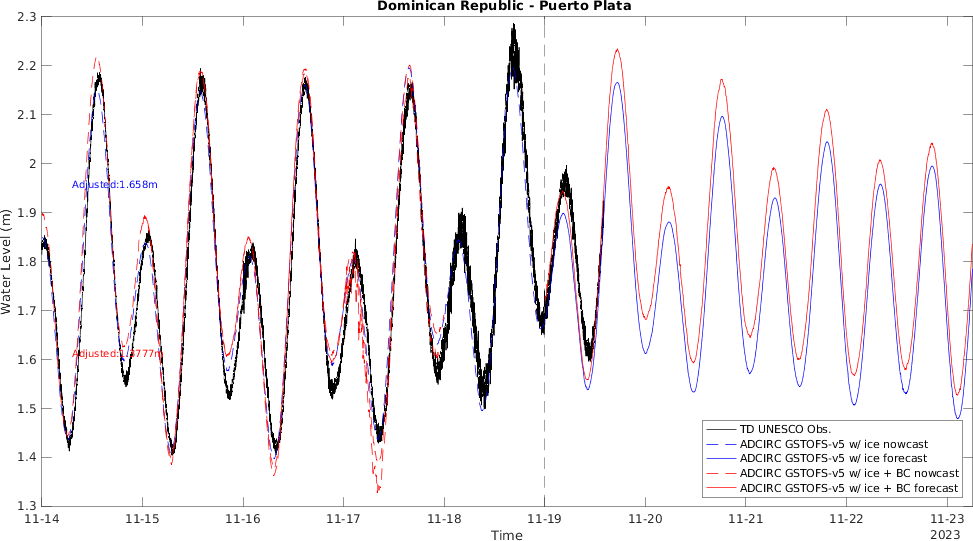 Dominican Republic - Puerto Plata
2.3
2.2
2.1
2
1.9
1.8
1.7
1.6
1.5
1.4
1.3
Water Level (m)
Adjusted:1.658m
Adjusted:1.3777m
TD UNESCO Obs.
ADCIRC GSTOFS-v5 w/ ice nowcast
ADCIRC GSTOFS-v5 w/ ice forecast
ADCIRC GSTOFS-v5 w/ ice + BC nowcast
ADCIRC GSTOFS-v5 w/ ice + BC forecast
11-14 11-15 11-16 11-17 11-18 11-19 11-20 11-21 11-22 11-23
2023
Time